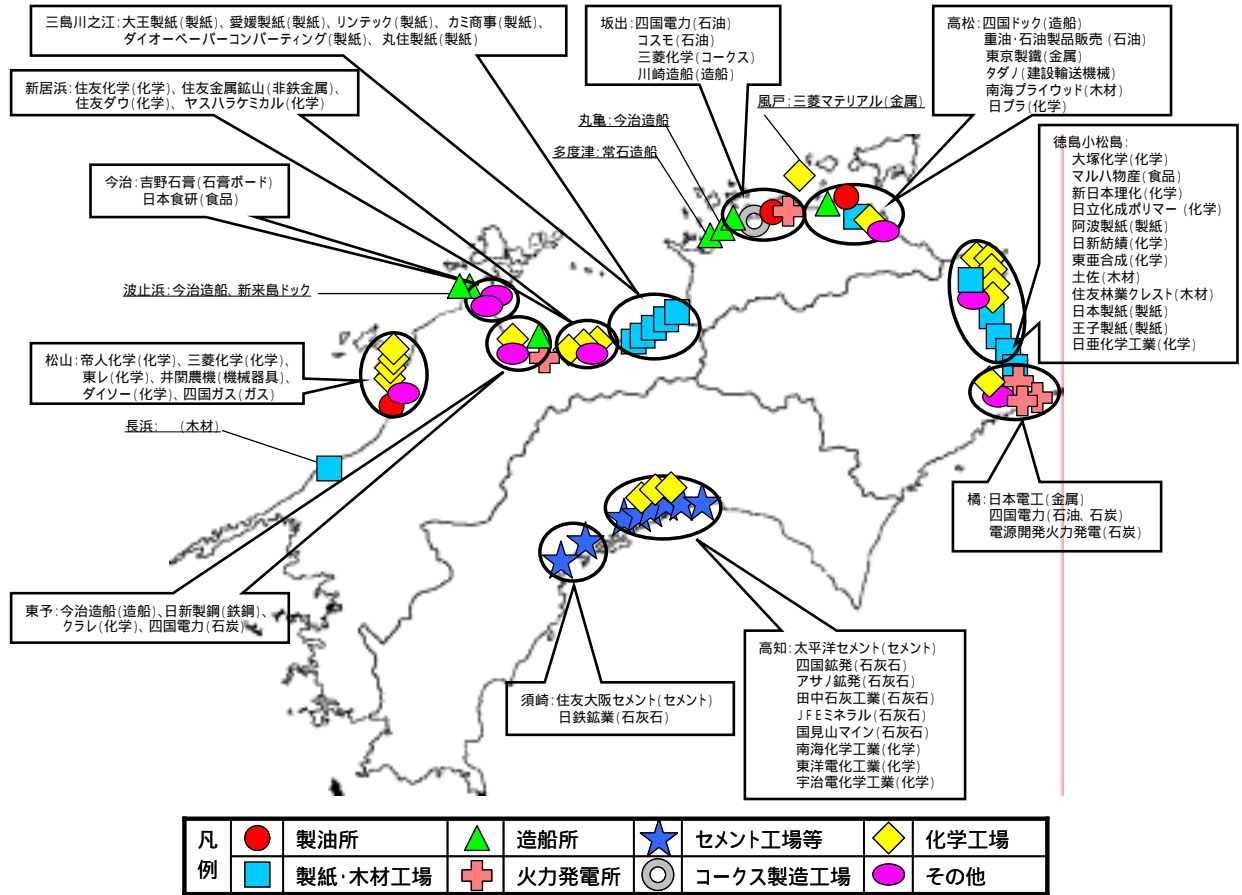 三島川之江：大王製紙(製紙)、愛媛製紙(製紙)、リンテック(製紙)、カミ商事(製紙)、
ダイオーペーパーコンバーティング(製紙)、丸住製紙(製紙)
坂出：四国電力(石油)
コスモ(石油)
三菱化学(コークス)
川崎造船(造船)
高松：四国ドック(造船)
重油・石油製品販売(石油)
東京製鐵(金属)
タダノ(建設輸送機械)
南海プライウッド(木材)
日プラ(化学)
新居浜：住友化学(化学)、住友金属鉱山(非鉄金属)、
住友ダウ(化学)、ヤスハラケミカル(化学)
風戸：三菱マテリアル(金属)
丸亀：今治造船
多度津：常石造船
徳島小松島：
大塚化学(化学)
マルハ物産(食品)
新日本理化(化学)
日立化成ポリマー(化学)
阿波製紙(製紙)
日新紡績(化学)
東亜合成(化学)
土佐(木材)
住友林業クレスト(木材)
日本製紙(製紙)
王子製紙(製紙)
日亜化学工業(化学)
今治：吉野石膏(石膏ボード)
日本食研(食品)
波止浜：今治造船、新来島ドック
松山：帝人化学(化学)、三菱化学(化学)、
東レ(化学)、井関農機(機械器具)、
ダイソー(化学)、四国ガス(ガス)
長浜： (木材)
橘：日本電工(金属)
四国電力(石油、石炭)
電源開発火力発電(石炭)
東予：今治造船(造船)、日新製鋼(鉄鋼)、
クラレ(化学)、四国電力(石炭)
須崎：住友大阪セメント(セメント)
日鉄鉱業(石灰石)
高知：太平洋セメント(セメント)
四国鉱発(石灰石)
アサノ鉱発(石灰石)
田中石灰工業(石灰石)
JFEミネラル(石灰石)
国見山マイン(石灰石)
南海化学工業(化学)
東洋電化工業(化学)
宇治電化学工業(化学)
凡例
製油所 造船所 セメント工場等 化学工場
製紙・木材工場 火力発電所 コークス製造工場 その他